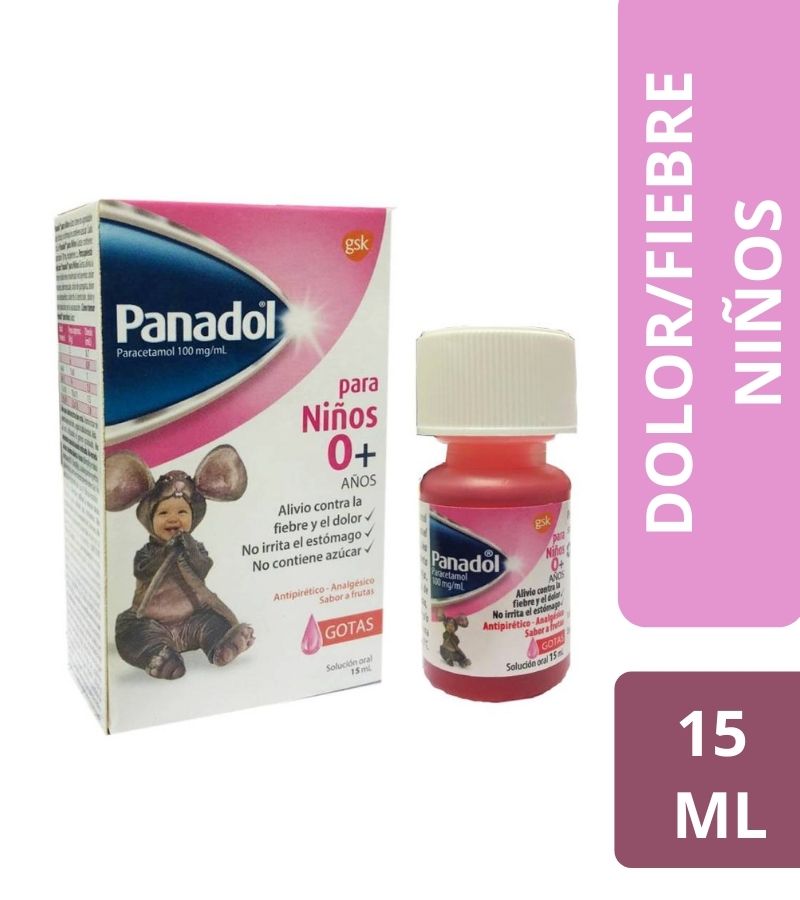 gsk
Panadol®
Paracetamol 100 mg/mL
para
Niños
0+
AÑOS
Alivio contra la
fiebre y el dolor ✓
No irrita el estómago ✓
No contiene azúcar ✓
Antipirético - Analgésico
Sabor a frutas
GOTAS
Solución oral
15 mL
gsk
Panadol®
Paracetamol
100 mg/mL
para
Niños
0+
AÑOS
Alivio contra la
fiebre y el dolor
No irrita el estómago
Antipirético - Analgésico
Sabor a frutas
GOTAS
Solución oral 15 mL
DOLOR/FIEBRE
NIÑOS
15
ML